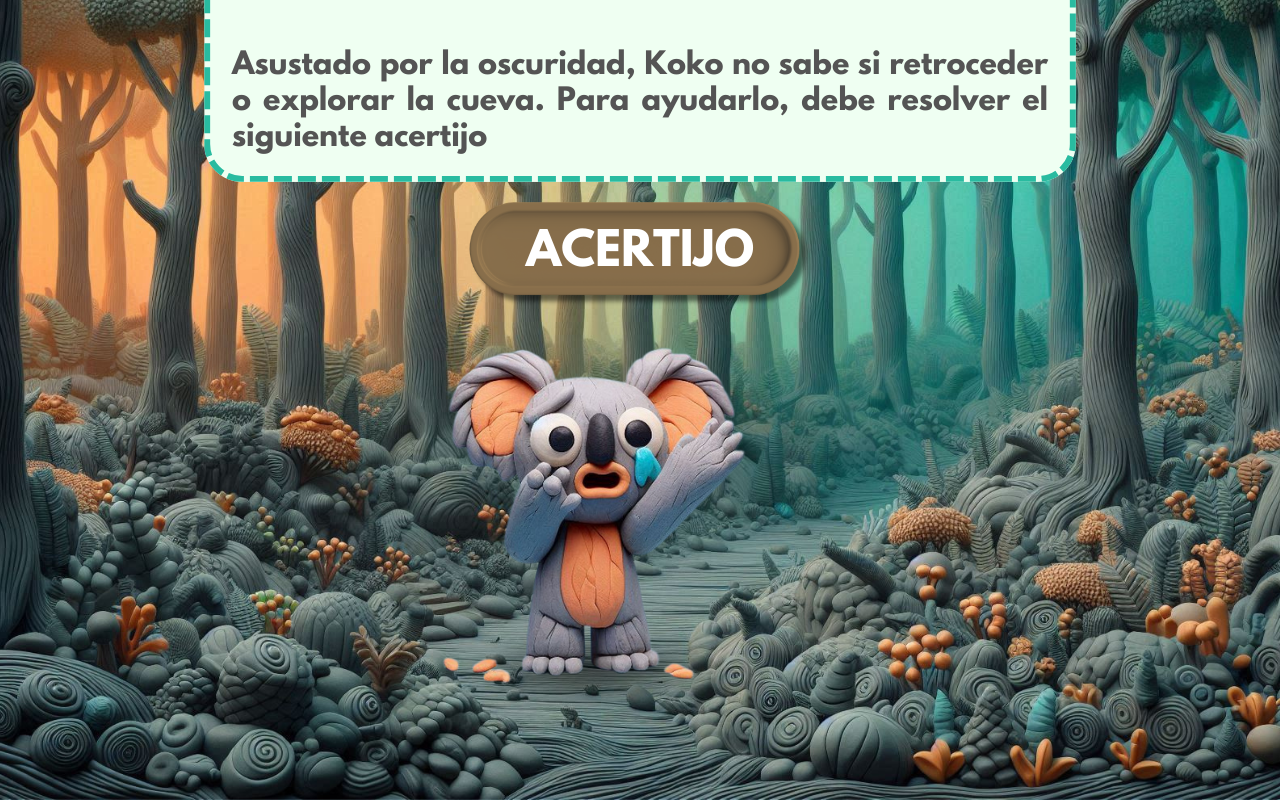 Asustado por la oscuridad, Koko no sabe si retroceder
o explorar la cueva. Para ayudarlo, debe resolver el
siguiente acertijo
ACERTIJO